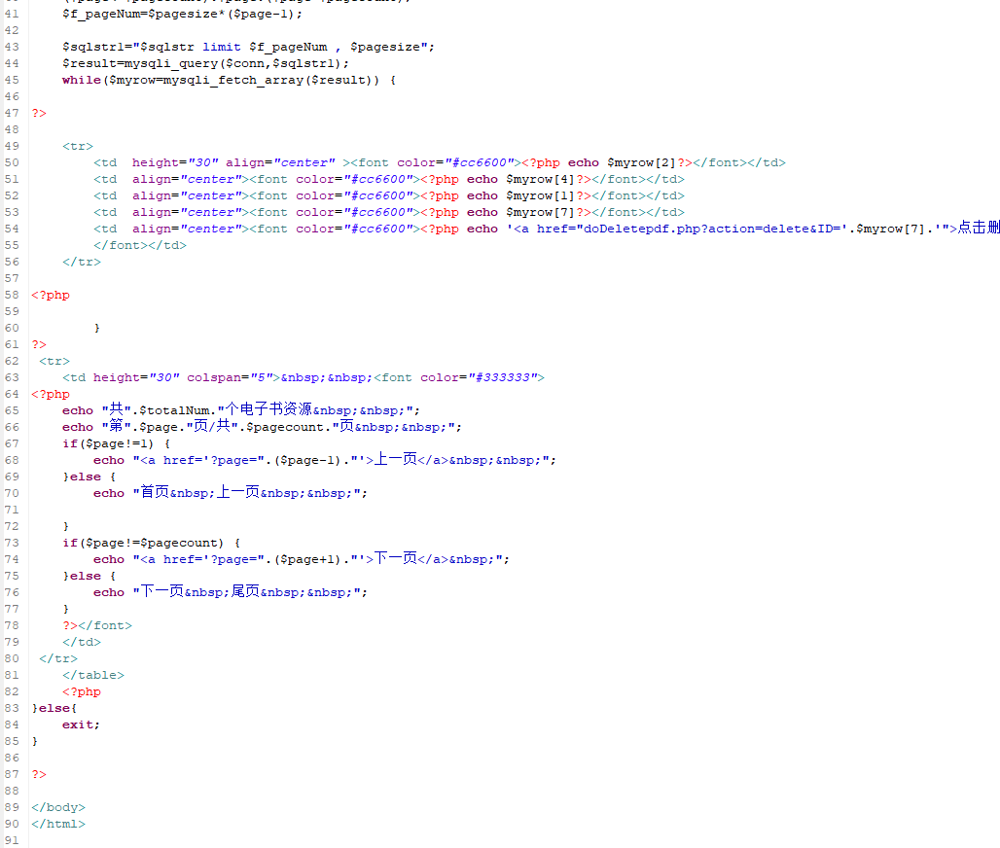 41 $f_pageNum=$pagesize*($page-1);
42
43 $sqlstr1="$sqlstr limit $f_pageNum , $pagesize";
44 $result=mysqli_query($conn,$sqlstr1);
45 while($myrow=mysqli_fetch_array($result)) {
46
47 ?>
48
49 <tr>
50 <td  height="30" align="center" ><font color="#cc6600"><?php echo $myrow[2]?></font></td>
51 <td  align="center"><font color="#cc6600"><?php echo $myrow[4]?></font></td>
52 <td  align="center"><font color="#cc6600"><?php echo $myrow[1]?></font></td>
53 <td  align="center"><font color="#cc6600"><?php echo $myrow[7]?></font></td>
54 <td  align="center"><font color="#cc6600"><?php echo '<a href="doDeletepdf.php?action=delete&ID='.$myrow[7].'">点击删
55 </font></td>
56 </tr>
57
58 <?php
59
60 }
61 ?>
62 <tr>
63 <td height="30" colspan="5">&nbsp;&nbsp;<font color="#333333">
64 <?php
65 echo "共".$totalNum."个电子书资源&nbsp;&nbsp;";
66 echo "第".$page."页/共".$pagecount."页&nbsp;&nbsp;";
67 if($page!=1) {
68 echo "<a href='?page=".($page-1)."'>上一页</a>&nbsp;&nbsp;";
69 }else {
70 echo "首页&nbsp;上一页&nbsp;&nbsp;";
71
72 }
73 if($page!=$pagecount) {
74 echo "<a href='?page=".($page+1)."'>下一页</a>&nbsp;";
75 }else {
76 echo "下一页&nbsp;尾页&nbsp;&nbsp;";
77 }
78 ?></font>
79 </td>
80 </tr>
81 </table>
82 <?php
83 }else{
84 exit;
85 }
86
87 ?>
88
89 </body>
90 </html>
91